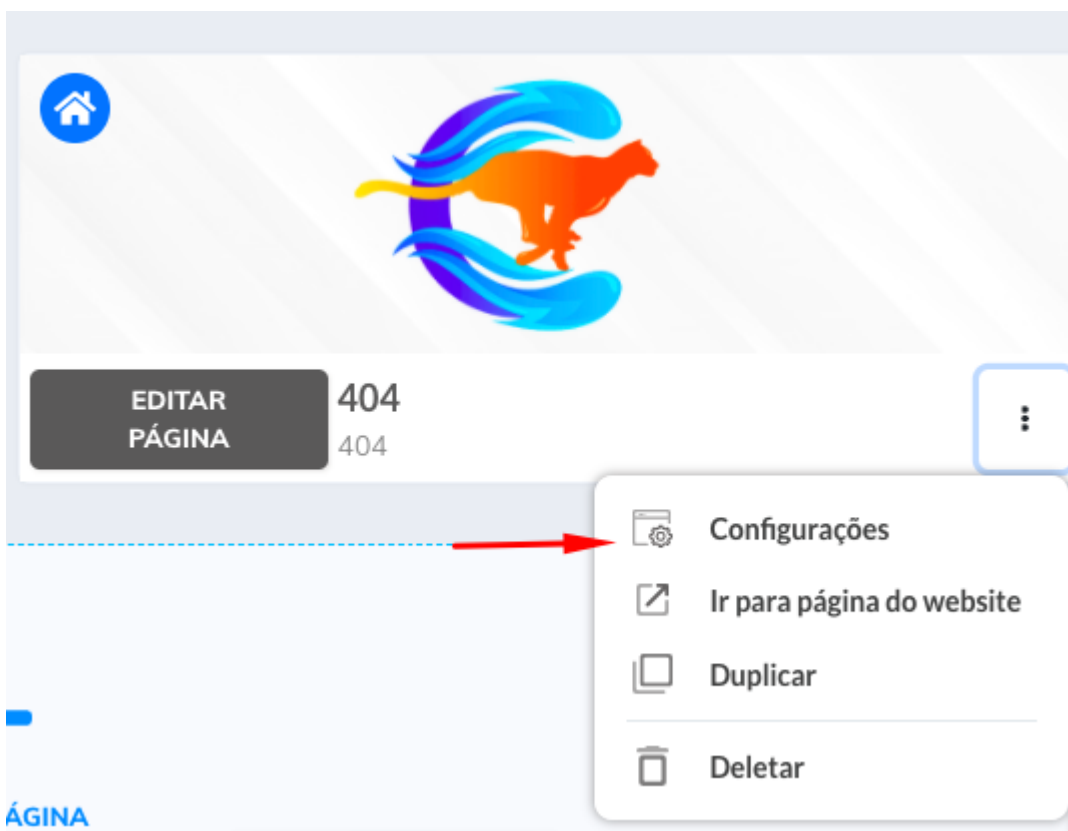 EDITAR
PÁGINA
404
404
Configurações
Ir para página do website
Duplicar
Deletar
ÁGINA